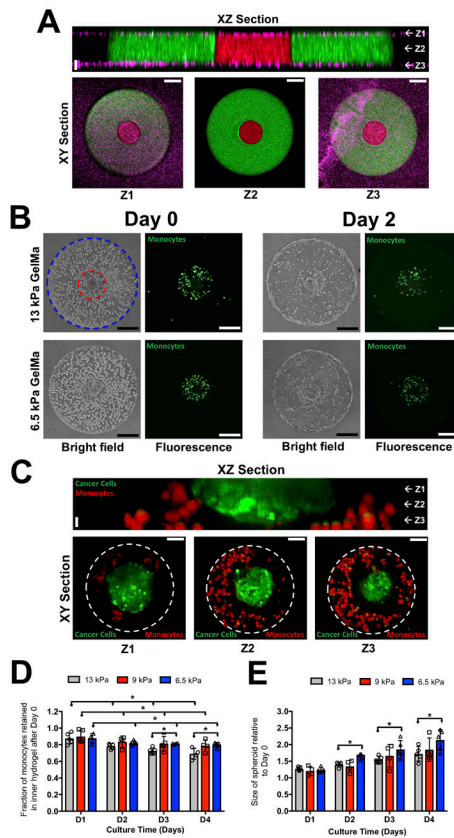 A
XZ Section
← Z1
← Z2
← Z3
XY Section
Z1
Z2
Z3
B
Day 0
Day 2
13 kPa GelMa
Monocytes
Monocytes
6.5 kPa GelMa
Monocytes
Monocytes
Bright field
Fluorescence
Bright field
Fluorescence
C
XZ Section
Cancer Cells
Monocytes
← Z1
← Z2
← Z3
XY Section
Cancer Cells Monocytes
Cancer Cells Monocytes
Cancer Cells Monocytes
Z1
Z2
Z3
D
13 kPa 9 kPa 6.5 kPa
Fraction of monocytes retained
in inner hydrogel after Day 0
1.6
1.2
0.8
0.4
0.0
* * * * *
D1 D2 D3 D4
Culture Time (Days)
E
13 kPa 9 kPa 6.5 kPa
Size of spheroid relative
to Day 0
3.0
2.5
2.0
1.5
1.0
0.5
0.0
* * *
D1 D2 D3 D4
Culture Time (Days)